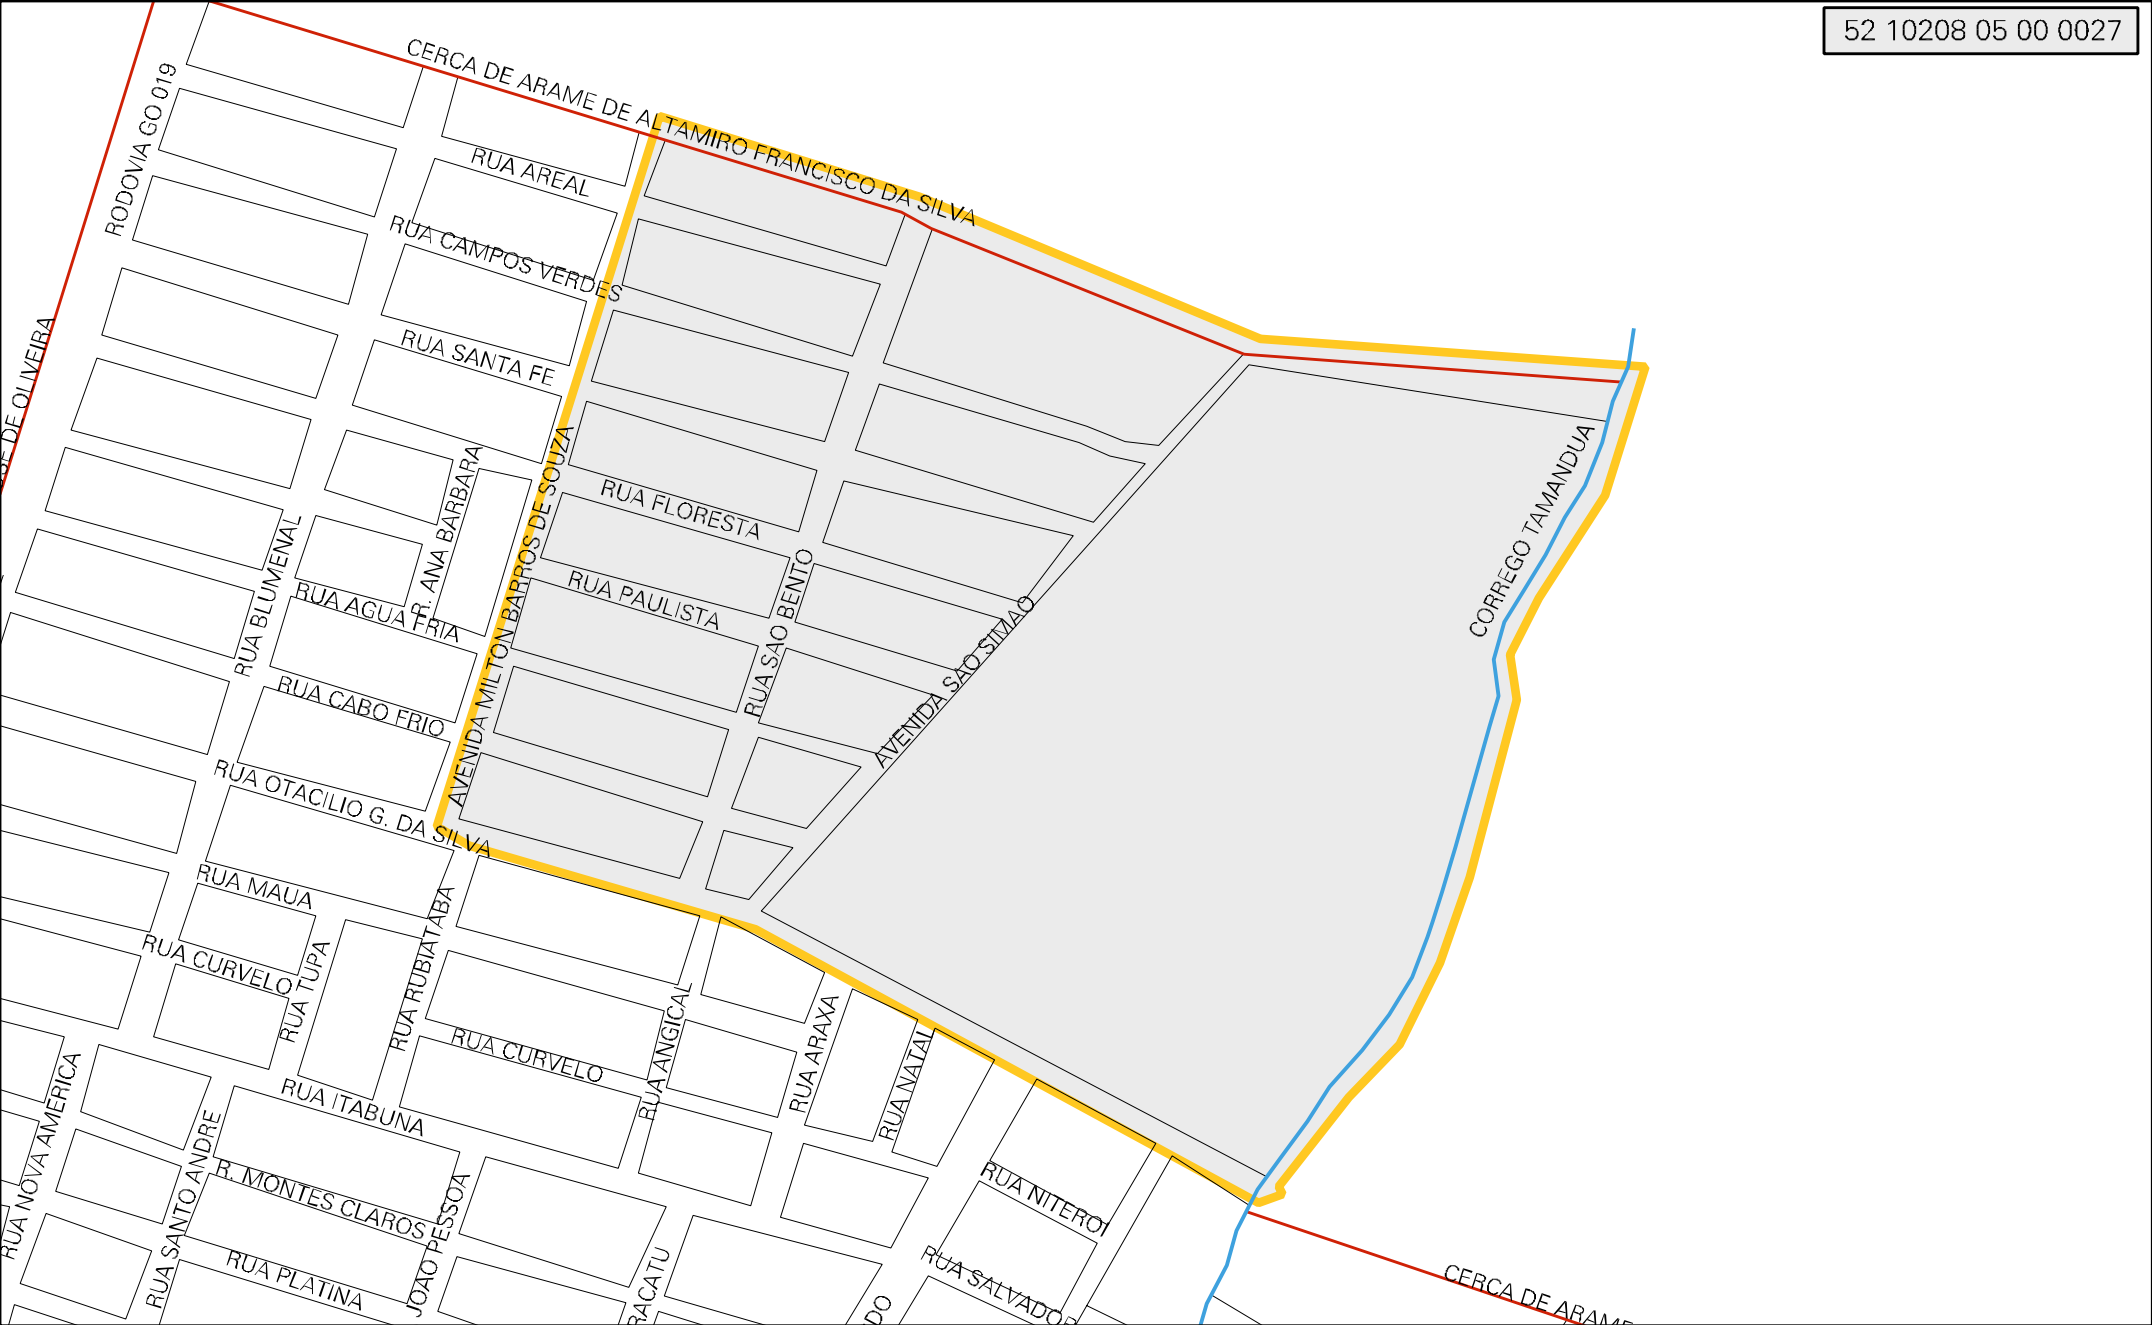 52 10208 05 00 0027
CERCA DE ARAME DE ALTAMIRO FRANCISCO DA SILVA
RODOVIA GO 019
RUA AREAL
RUA CAMPOS VERDES
RUA SANTA FE
DE OLIVEIRA
R. ANA BARBARA
AVENIDA MILTON BARROS DE SOUZA
RUA FLORESTA
CORREGO TAMANDUA
RUA BLUMENAL
RUA AGUA FRIA
RUA PAULISTA
RUA SAO BENTO
AVENIDA SAO SIMAO
RUA CABO FRIO
RUA OTACILIO G. DA SILVA
RUA MAUA
RUA CURVELO
RUA TUPA
RUA RUBIATABA
RUA ANGICAL
RUA ARAXA
RUA NATAL
RUA CURVELO
RUA ITABUNA
RUA NOVA AMERICA
RUA SANTO ANDRE
R. MONTES CLAROS
JOAO PESSOA
RUA NITEROI
RUA PLATINA
RACATU
DO
RUA SALVADOR
CERCA DE ARAME